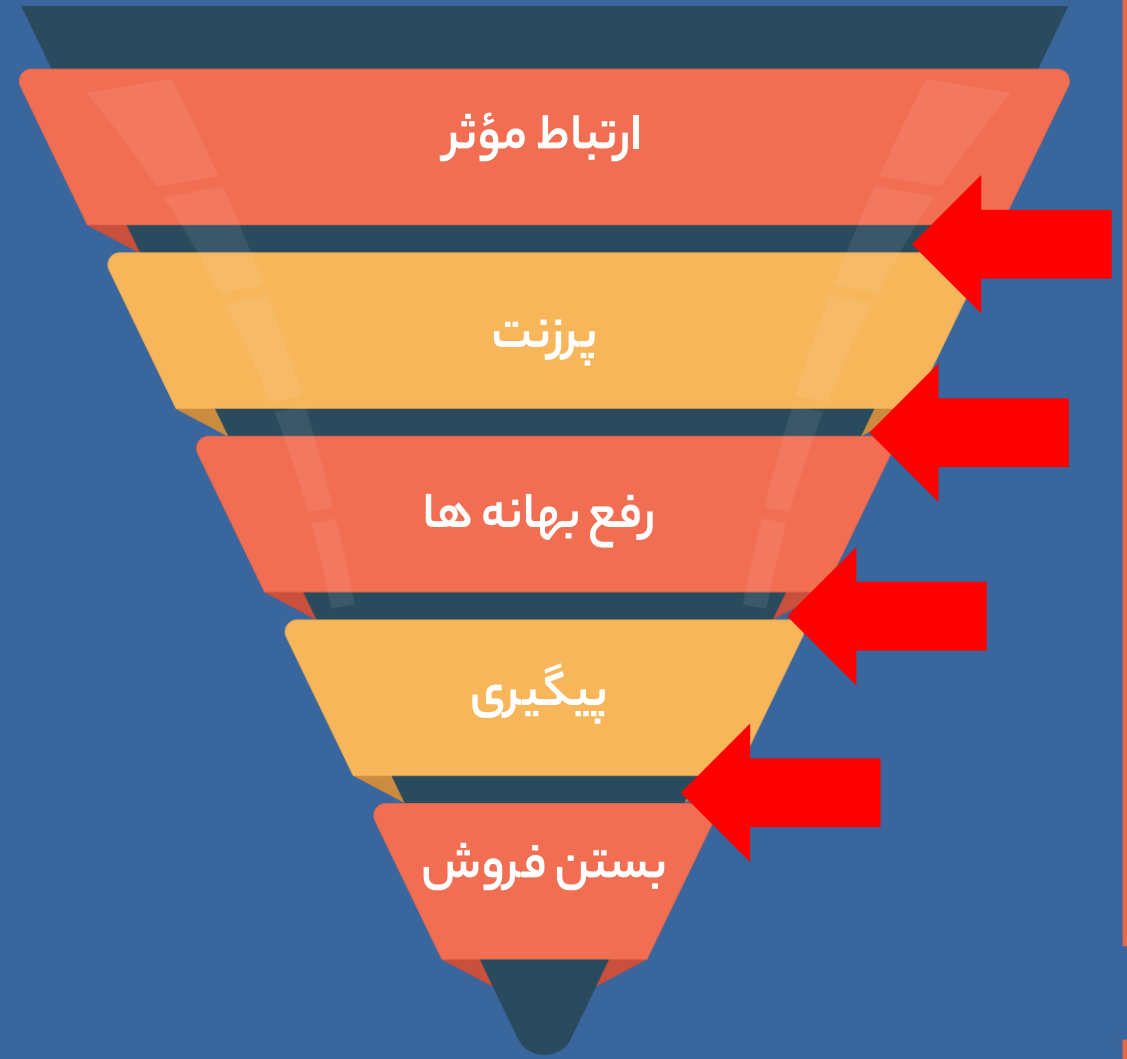 ارتباط مؤثر
پرزنت
رفع بهانه ها
پیگیری
بستن فروش